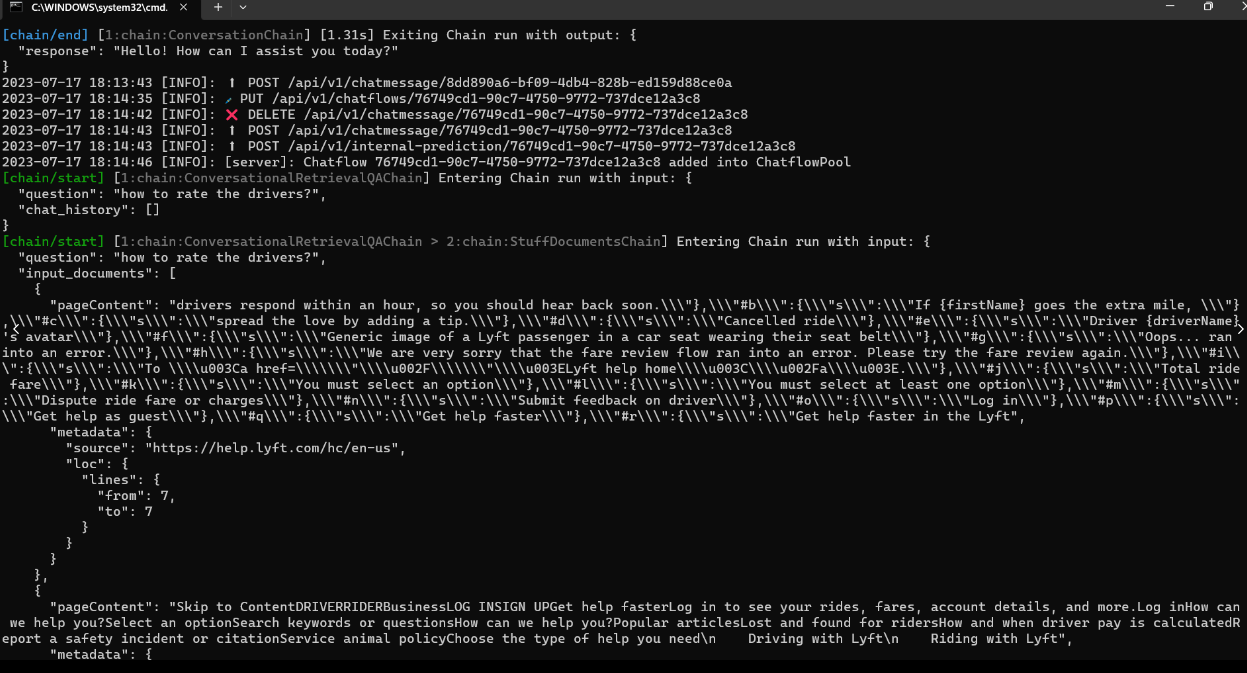 C:\WINDOWS\system32\cmd.
[chain/end] [1:chain:ConversationChain] [1.31s] Exiting Chain run with output: {
  "response": "Hello! How can I assist you today?"
}
2023-07-17 18:13:43 [INFO]: ⬆️ POST /api/v1/chatmessage/8dd890a6-bf09-4db4-828b-ed159d88ce0a
2023-07-17 18:14:35 [INFO]: 🖋 PUT /api/v1/chatflows/76749cd1-90c7-4750-9772-737dce12a3c8
2023-07-17 18:14:42 [INFO]: ❌ DELETE /api/v1/chatmessage/76749cd1-90c7-4750-9772-737dce12a3c8
2023-07-17 18:14:43 [INFO]: ⬆️ POST /api/v1/chatmessage/76749cd1-90c7-4750-9772-737dce12a3c8
2023-07-17 18:14:43 [INFO]: ⬆️ POST /api/v1/internal-prediction/76749cd1-90c7-4750-9772-737dce12a3c8
2023-07-17 18:14:46 [INFO]: [server]: Chatflow 76749cd1-90c7-4750-9772-737dce12a3c8 added into ChatflowPool
[chain/start] [1:chain:ConversationalRetrievalQAChain] Entering Chain run with input: {
  "question": "how to rate the drivers?",
  "chat_history": []
}
[chain/start] [1:chain:ConversationalRetrievalQAChain > 2:chain:StuffDocumentsChain] Entering Chain run with input: {
  "question": "how to rate the drivers?",
  "input_documents": [
    {
      "pageContent": "drivers respond within an hour, so you should hear back soon.\\\"},\\\"#b\\\":{\\\"s\\\":\\\"If {firstName} goes the extra mile, \\\"}
,\\\"#c\\\":{\\\"s\\\":\\\"spread the love by adding a tip.\\\"},\\\"#d\\\":{\\\"s\\\":\\\"Cancelled ride\\\"},\\\"#e\\\":{\\\"s\\\":\\\"Driver {driverName}
's avatar\\\"},\\\"#f\\\":{\\\"s\\\":\\\"Generic image of a Lyft passenger in a car seat wearing their seat belt\\\"},\\\"#g\\\":{\\\"s\\\":\\\"Oops... ran
into an error.\\\"},\\\"#h\\\":{\\\"s\\\":\\\"We are very sorry that the fare review flow ran into an error. Please try the fare review again.\\\"},\\\"#i\\
\":{\\\"s\\\":\\\"To \\\\u003Ca href=\\\\\\\"\\\\u002F\\\\\\\"\\\\u003ELyft help home\\\\u003C\\\\u002Fa\\\\u003E.\\\"},\\\"#j\\\":{\\\"s\\\":\\\"Total ride
 fare\\\"},\\\"#k\\\":{\\\"s\\\":\\\"You must select an option\\\"},\\\"#l\\\":{\\\"s\\\":\\\"You must select at least one option\\\"},\\\"#m\\\":{\\\"s\\\"
:\\\"Dispute ride fare or charges\\\"},\\\"#n\\\":{\\\"s\\\":\\\"Submit feedback on driver\\\"},\\\"#o\\\":{\\\"s\\\":\\\"Log in\\\"},\\\"#p\\\":{\\\"s\\\":
\\\"Get help as guest\\\"},\\\"#q\\\":{\\\"s\\\":\\\"Get help faster\\\"},\\\"#r\\\":{\\\"s\\\":\\\"Get help faster in the Lyft",
      "metadata": {
        "source": "https://help.lyft.com/hc/en-us",
        "loc": {
          "lines": {
            "from": 7,
            "to": 7
          }
        }
      }
    },
    {
      "pageContent": "Skip to ContentDRIVERRIDERBusinessLOG INSIGN UPGet help fasterLog in to see your rides, fares, account details, and more.Log inHow can
 we help you?Select an optionSearch keywords or questionsHow can we help you?Popular articlesLost and found for ridersHow and when driver pay is calculatedR
eport a safety incident or citationService animal policyChoose the type of help you need\n    Driving with Lyft\n    Riding with Lyft",
      "metadata": {